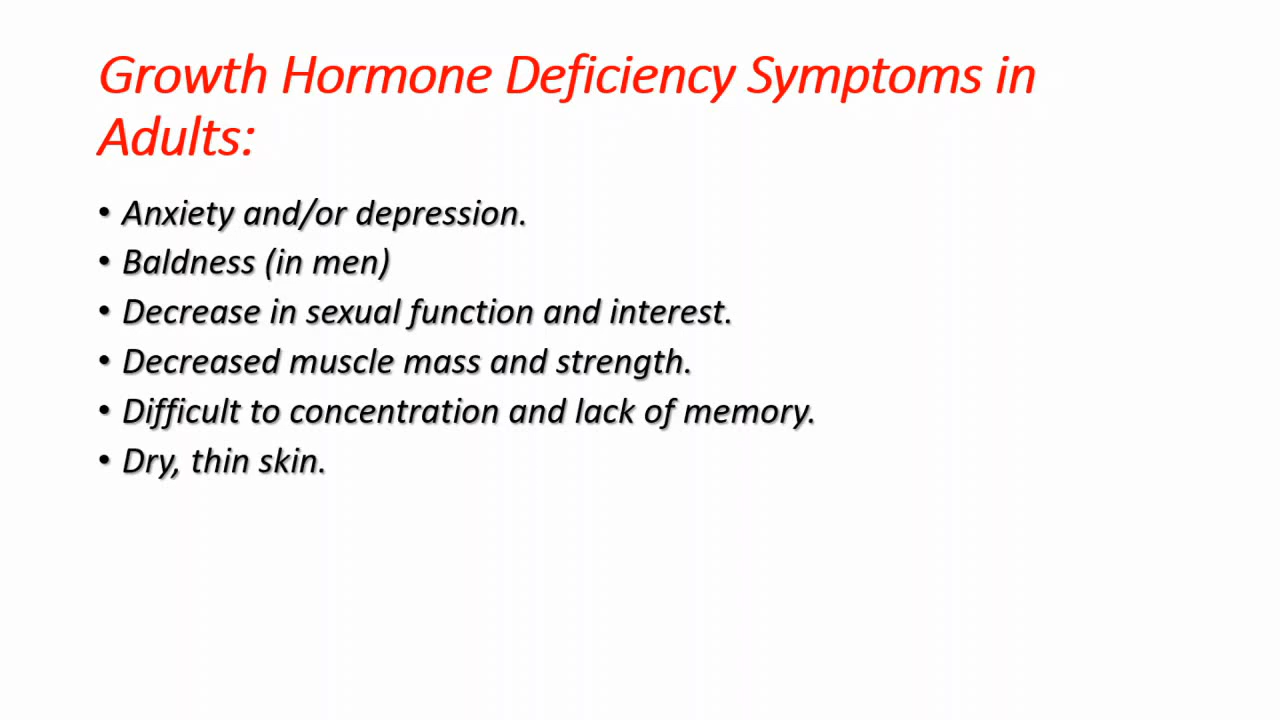 Growth Hormone Deficiency Symptoms in
Adults:
• Anxiety and/or depression.
• Baldness (in men)
• Decrease in sexual function and interest.
• Decreased muscle mass and strength.
• Difficult to concentration and lack of memory.
• Dry, thin skin.